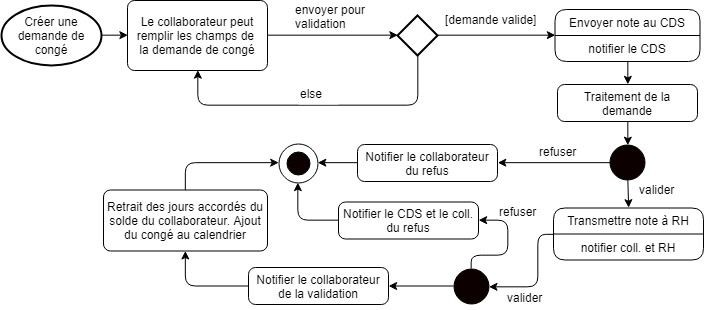 Créer une
demande de
congé
Le collaborateur peut
remplir les champs de
la demande de congé
envoyer pour
validation
[demande valide]
else
Envoyer note au CDS
notifier le CDS
Traitement de la
demande
refuser
Notifier le collaborateur
du refus
valider
Transmettre note à RH
notifier coll. et RH
Retrait des jours accordés du
solde du collaborateur. Ajout
du congé au calendrier
Notifier le CDS et le coll.
du refus
refuser
Notifier le collaborateur
de la validation
valider